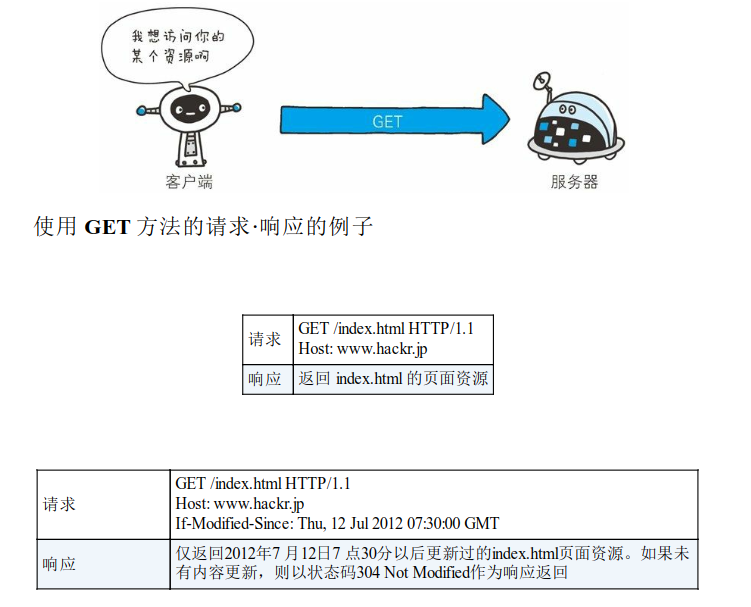 我想访问你的
某个资源啊
GET
客户端
服务器
使用 GET 方法的请求·响应的例子
请求
GET /index.html HTTP/1.1
Host: www.hackr.jp
响应
返回 index.html 的页面资源
请求
GET /index.html HTTP/1.1
Host: www.hackr.jp
If-Modified-Since: Thu, 12 Jul 2012 07:30:00 GMT
响应
仅返回2012年7 月12日7 点30分以后更新过的index.html页面资源。如果未
有内容更新，则以状态码304 Not Modified作为响应返回